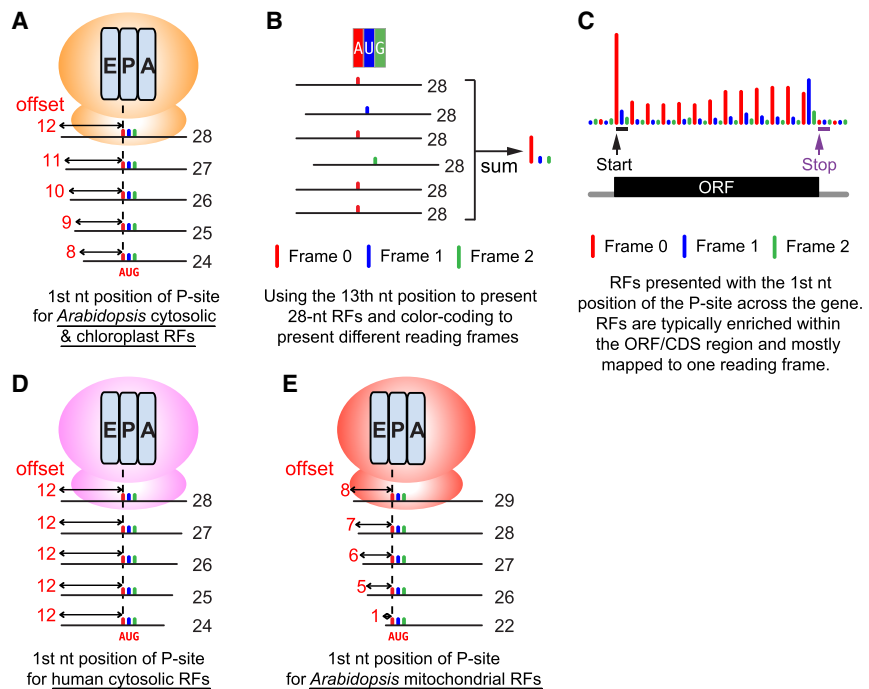 A
E P A
offset
12
28
11
27
10
26
9
25
8
24
AUG
1st nt position of P-site
for Arabidopsis cytosolic
& chloroplast RFs
B
AUG
28
28
28
28
28
28
sum
Frame 0 Frame 1 Frame 2
Using the 13th nt position to present
28-nt RFs and color-coding to
present different reading frames
C
Start
Stop
ORF
Frame 0 Frame 1 Frame 2
RFs presented with the 1st nt
position of the P-site across the gene.
RFs are typically enriched within
the ORF/CDS region and mostly
mapped to one reading frame.
D
E P A
offset
12
28
12
27
12
26
12
25
12
24
AUG
1st nt position of P-site
for human cytosolic RFs
E
E P A
offset
8
29
7
28
6
27
5
26
1
22
AUG
1st nt position of P-site
for Arabidopsis mitochondrial RFs